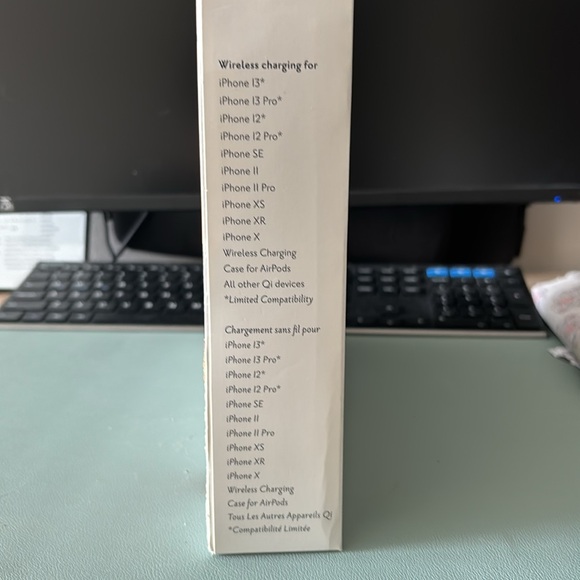 Wireless charging for
iPhone 13*
iPhone 13 Pro*
iPhone 12*
iPhone 12 Pro*
iPhone SE
iPhone 11
iPhone 11 Pro
iPhone XS
iPhone XR
iPhone X
Wireless Charging
Case for AirPods
All other Qi devices
*Limited Compatibility
Chargement sans fil pour
iPhone 13*
iPhone 13 Pro*
iPhone 12*
iPhone 12 Pro*
iPhone SE
iPhone 11
iPhone 11 Pro
iPhone XS
iPhone XR
iPhone X
Wireless Charging
Case for AirPods
Tous Les Autres Appareils Qi
*Compatibilité Limitée